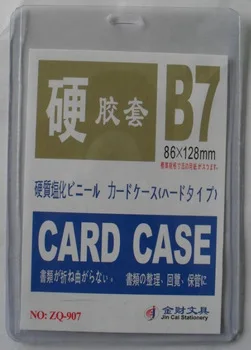 硬胶套 B7
86×128mm
硬質塩化ビニール カードケース(ハードタイプ)
CARD CASE
書類が折ね曲がらない。 書類の整理、回覽、保管に
NO: ZQ-907
金财文具
Jin Cai Stationery